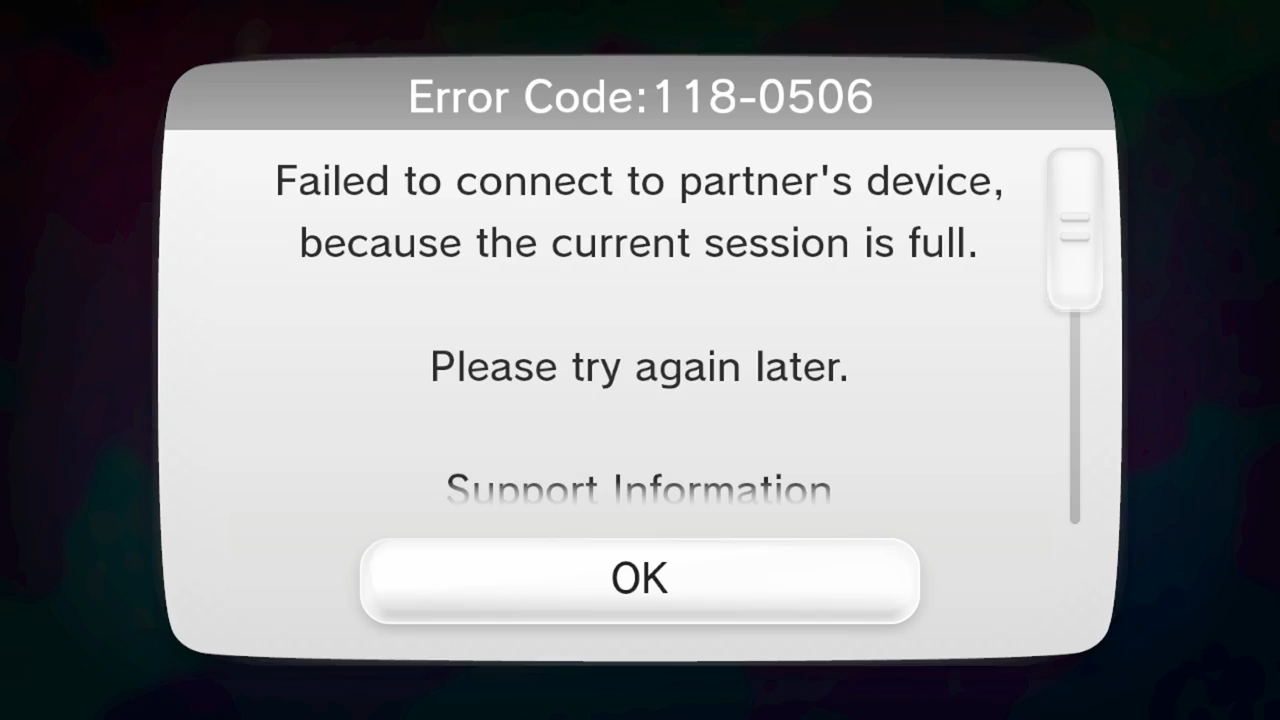 Error Code:118-0506
Failed to connect to partner's device,
because the current session is full.
Please try again later.
Support Information
OK